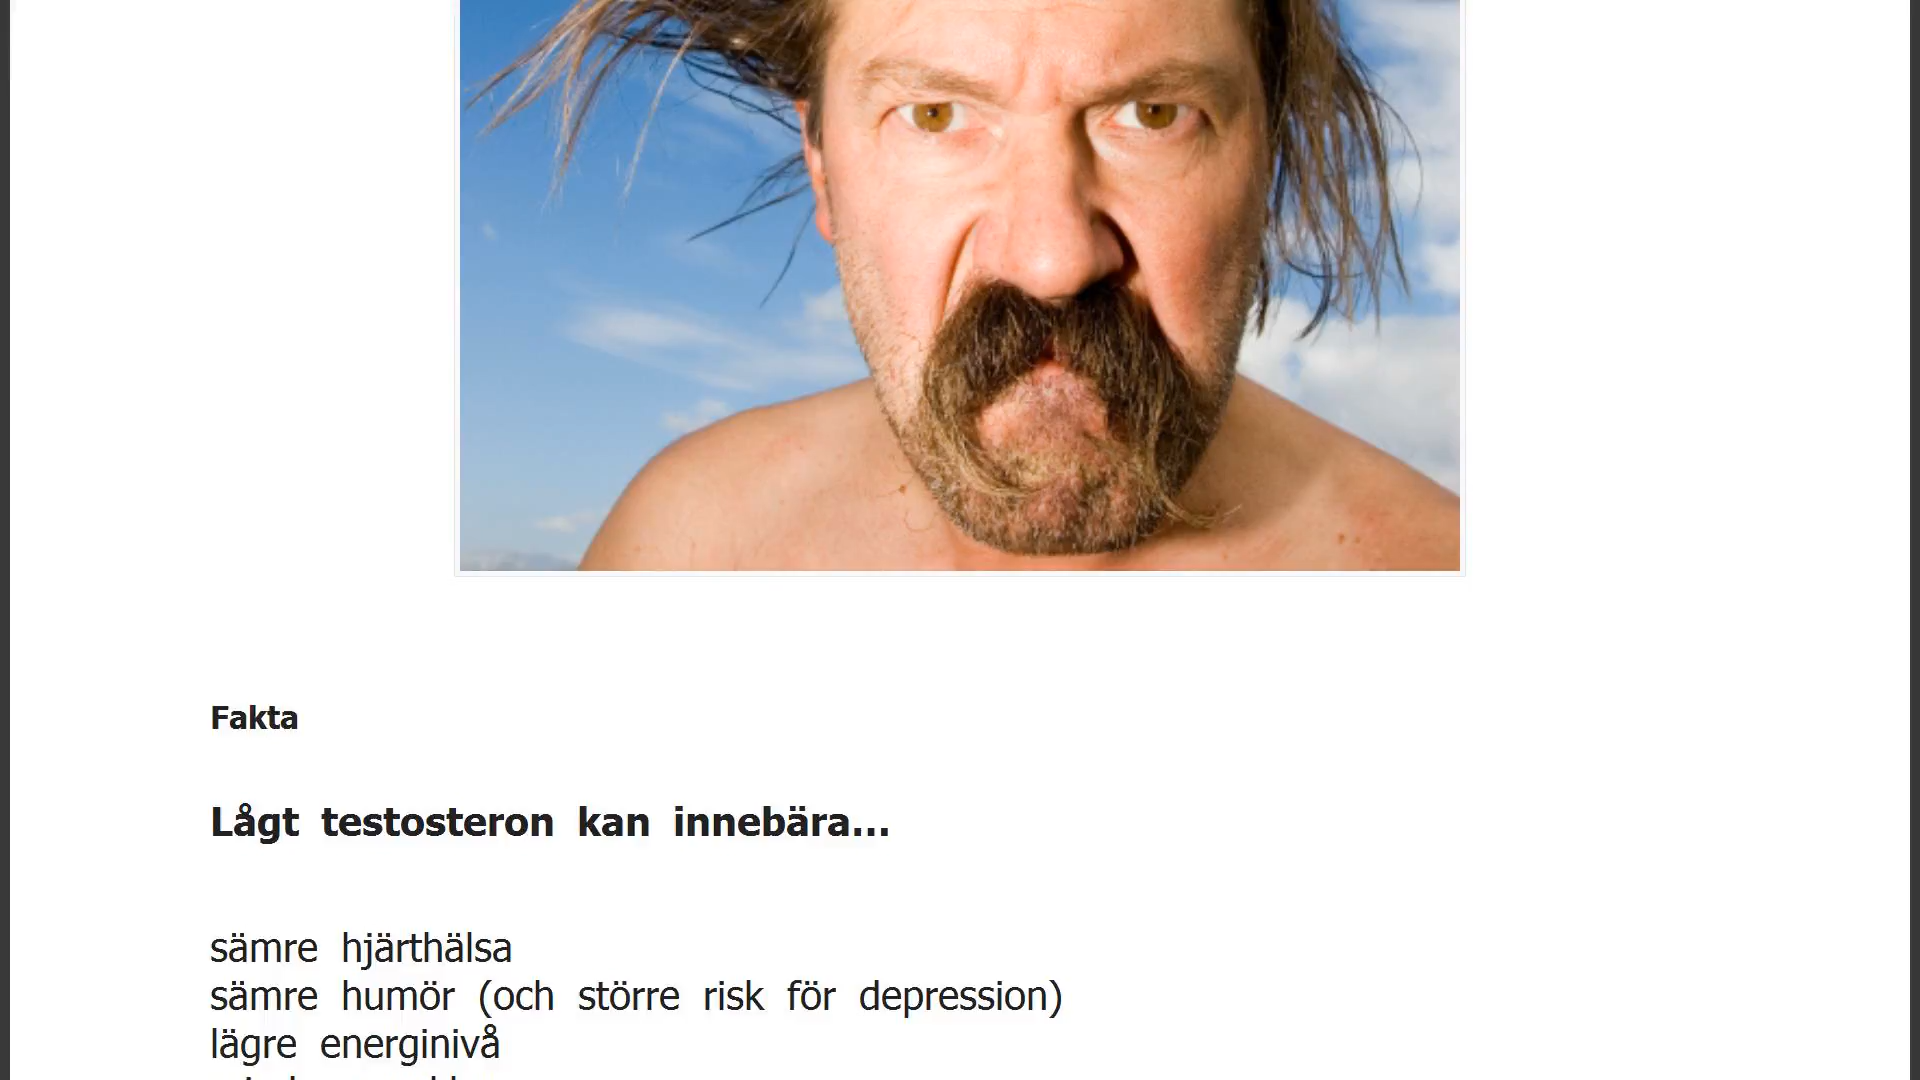 Fakta
Lågt testosteron kan innebära...
sämre hjärthälsa
sämre humör (och större risk för depression)
lägre energinivå